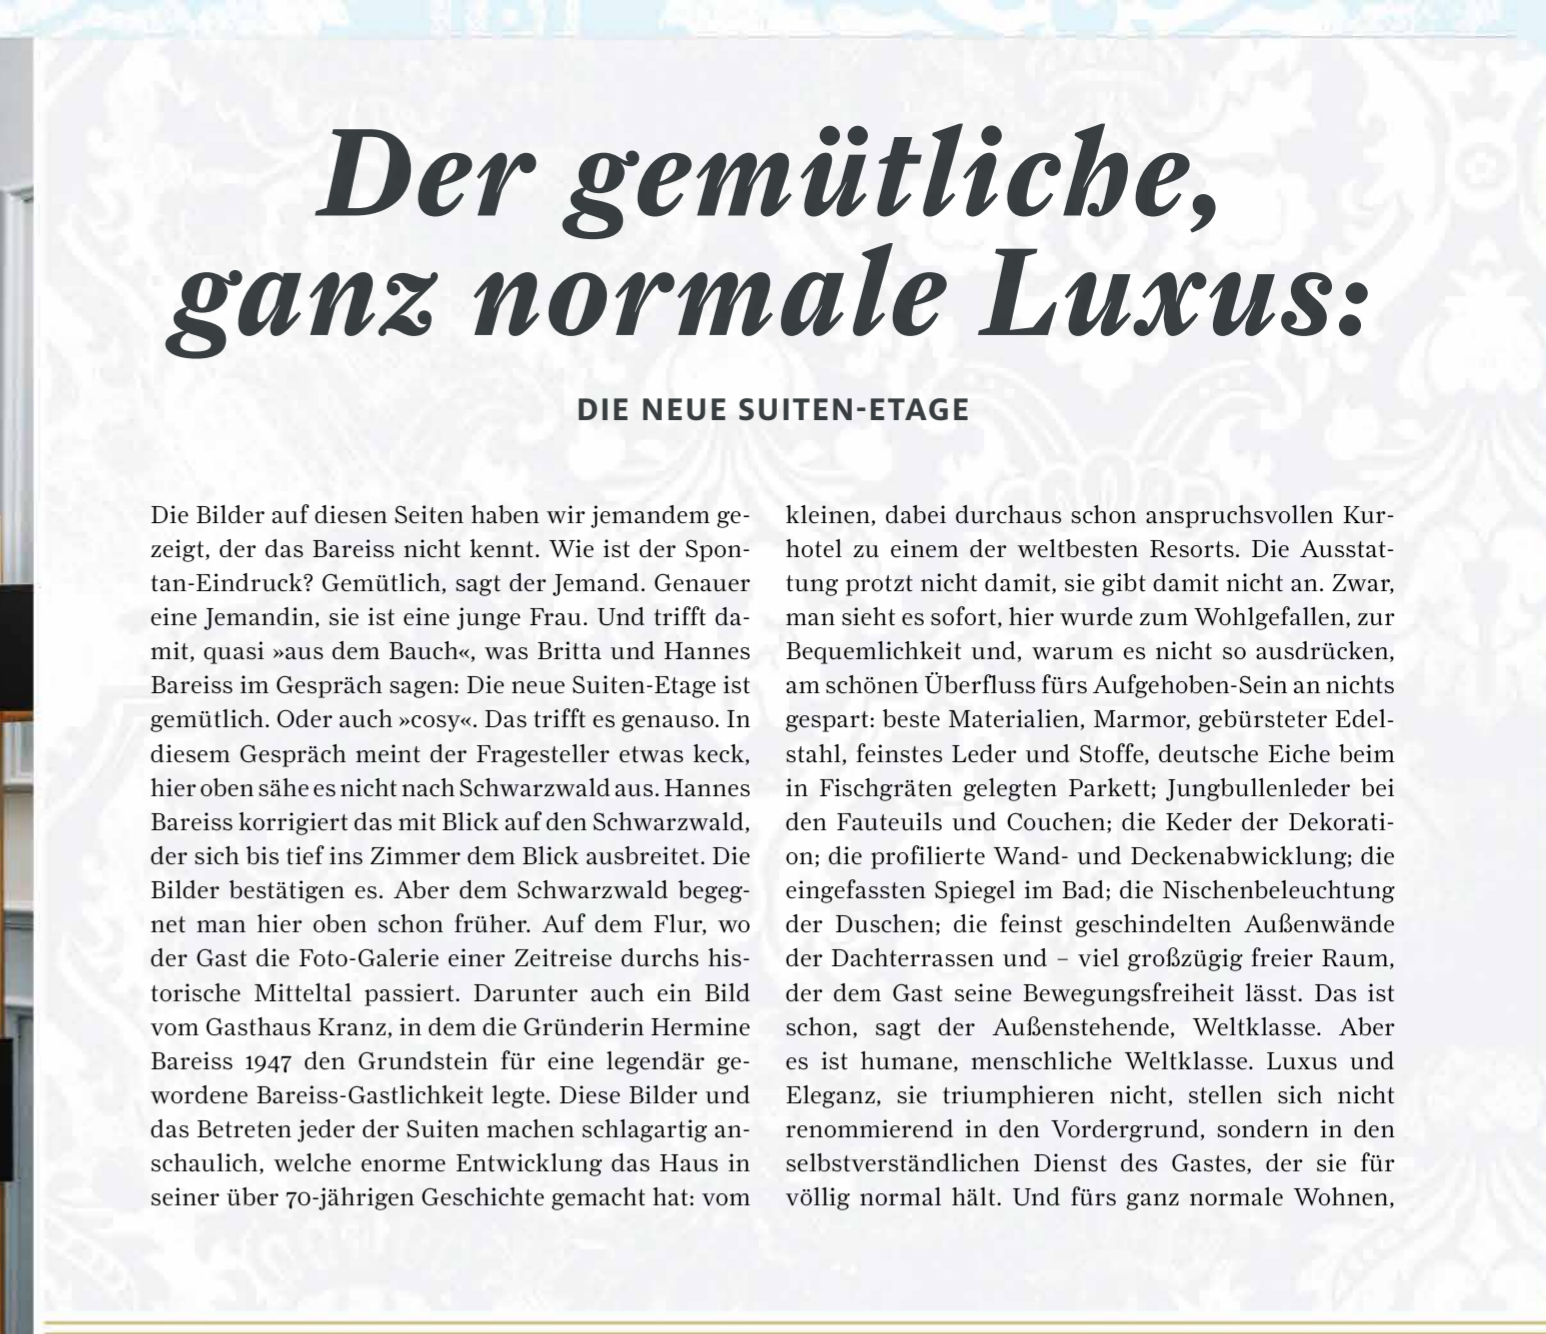 Der gemütliche,
ganz normale Luxus:
DIE NEUE SUITEN-ETAGE
Die Bilder auf diesen Seiten haben wir jemandem ge-
zeigt, der das Bareiss nicht kennt. Wie ist der Spon-
tan-Eindruck? Gemütlich, sagt der Jemand. Genauer
eine Jemandin, sie ist eine junge Frau. Und trifft da-
mit, quasi »aus dem Bauch«, was Britta und Hannes
Bareiss im Gespräch sagen: Die neue Suiten-Etage ist
gemütlich. Oder auch »cosy«. Das trifft es genauso. In
diesem Gespräch meint der Fragesteller etwas keck,
hier oben sähe es nicht nach Schwarzwald aus. Hannes
Bareiss korrigiert das mit Blick auf den Schwarzwald,
der sich bis tief ins Zimmer dem Blick ausbreitet. Die
Bilder bestätigen es. Aber dem Schwarzwald begeg-
net man hier oben schon früher. Auf dem Flur, wo
der Gast die Foto-Galerie einer Zeitreise durchs his-
torische Mitteltal passiert. Darunter auch ein Bild
vom Gasthaus Kranz, in dem die Gründerin Hermine
Bareiss 1947 den Grundstein für eine legendär ge-
wordene Bareiss-Gastlichkeit legte. Diese Bilder und
das Betreten jeder der Suiten machen schlagartig an-
schaulich, welche enorme Entwicklung das Haus in
seiner über 70-jährigen Geschichte gemacht hat: vom
kleinen, dabei durchaus schon anspruchsvollen Kur-
hotel zu einem der weltbesten Resorts. Die Ausstat-
tung protzt nicht damit, sie gibt damit nicht an. Zwar,
man sieht es sofort, hier wurde zum Wohlgefallen, zur
Bequemlichkeit und, warum es nicht so ausdrücken,
am schönen Überfluss fürs Aufgehoben-Sein an nichts
gespart: beste Materialien, Marmor, gebürsteter Edel-
stahl, feinstes Leder und Stoffe, deutsche Eiche beim
in Fischgräten gelegten Parkett; Jungbullenleder bei
den Fauteuils und Couchen; die Keder der Dekorati-
on; die profilierte Wand- und Deckenabwicklung; die
eingefassten Spiegel im Bad; die Nischenbeleuchtung
der Duschen; die feinst geschindelten Außenwände
der Dachterrassen und – viel großzügig freier Raum,
der dem Gast seine Bewegungsfreiheit lässt. Das ist
schon, sagt der Außenstehende, Weltklasse. Aber
es ist humane, menschliche Weltklasse. Luxus und
Eleganz, sie triumphieren nicht, stellen sich nicht
renommierend in den Vordergrund, sondern in den
selbstverständlichen Dienst des Gastes, der sie für
völlig normal hält. Und fürs ganz normale Wohnen,